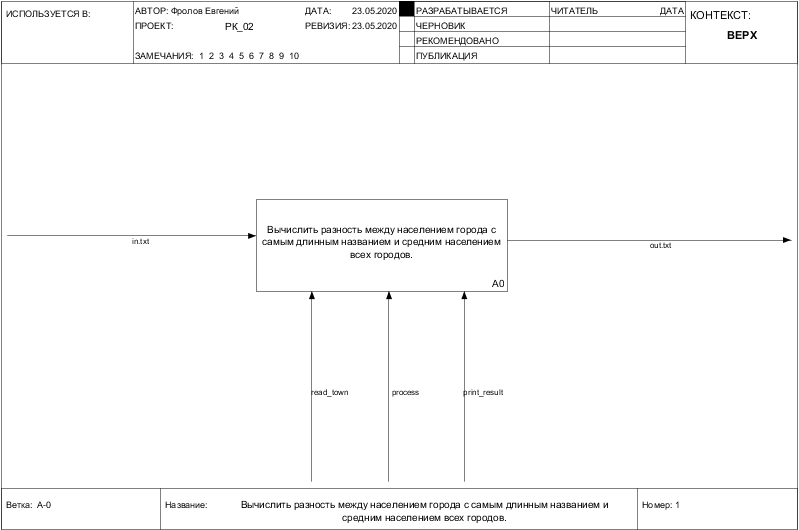 ИСПОЛЬЗУЕТСЯ В:
АВТОР: Фролов Евгений ДАТА: 23.05.2020
ПРОЕКТ: РК_02 РЕВИЗИЯ: 23.05.2020
ЗАМЕЧАНИЯ: 1 2 3 4 5 6 7 8 9 10
РАЗРАБАТЫВАЕТСЯ
ЧЕРНОВИК
РЕКОМЕНДОВАНО
ПУБЛИКАЦИЯ
ЧИТАТЕЛЬ ДАТА
КОНТЕКСТ:
ВЕРХ
Вычислить разность между населением города с
самым длинным названием и средним населением
всех городов.
A0
in.txt
out.txt
read_town
process
print_result
Ветка: A-0
Название: Вычислить разность между населением города с самым длинным названием и
средним населением всех городов.
Номер: 1